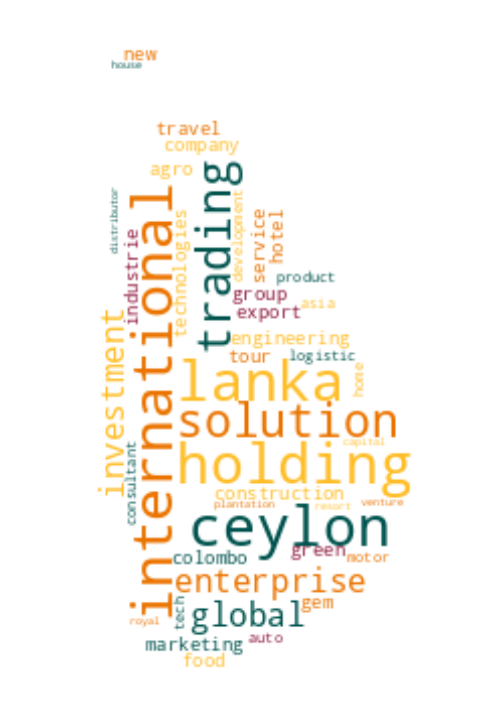 new
house
travel
company
agro
trading
international
distributor
development
technologies
service
hotel
industrie
product
group
asia
export
investment
engineering
tour
logistic
lanka
home
solution
capital
holding
consultant
construction
plantation
resort
venture
ceylon
green
colombo
motor
enterprise
gem
tech
global
royal
auto
marketing
food